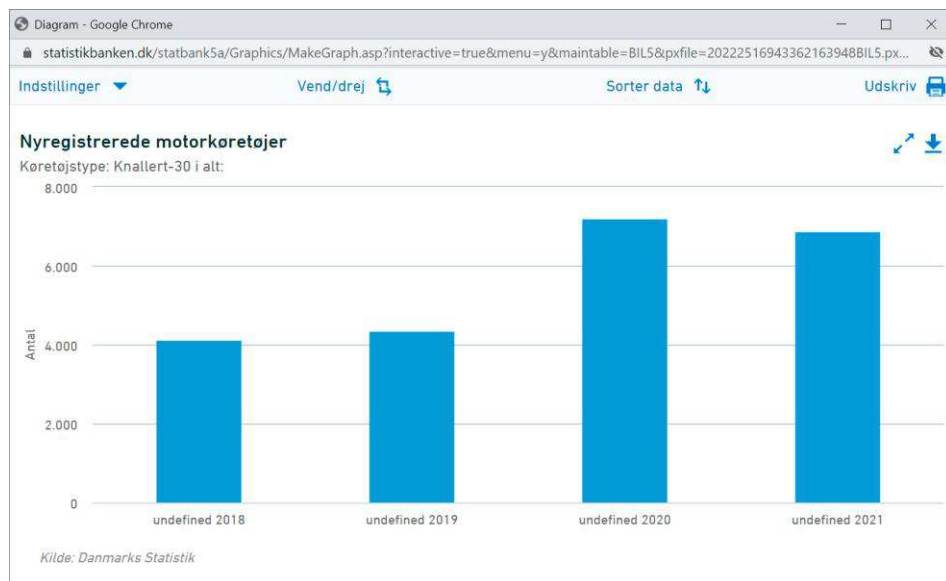 Diagram - Google Chrome
statistikbanken.dk/statbank5a/Graphics/MakeGraph.asp?interactive=true&menu=y&maintable=BIL5&pxfile=20222516943362163948BIL5.px...
Indstillinger Vend/drej Sorter data Udskriv
Nyregistrerede motorkøretøjer
Køretøjstype: Knallert-30 i alt:
8.000
6.000
4.000
2.000
0
Antal
undefined 2018 undefined 2019 undefined 2020 undefined 2021
Kilde: Danmarks Statistik